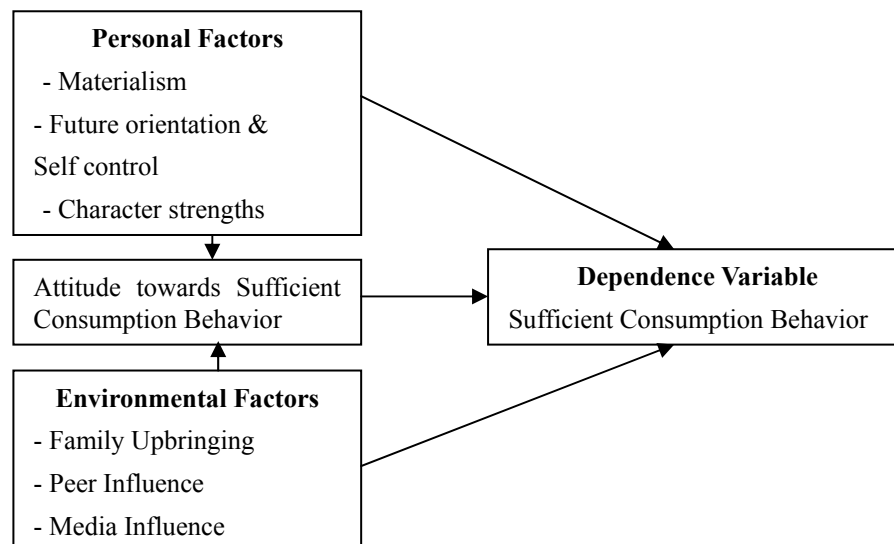 Personal Factors
- Materialism
- Future orientation &
Self control
- Character strengths
Attitude towards Sufficient
Consumption Behavior
Dependence Variable
Sufficient Consumption Behavior
Environmental Factors
- Family Upbringing
- Peer Influence
- Media Influence